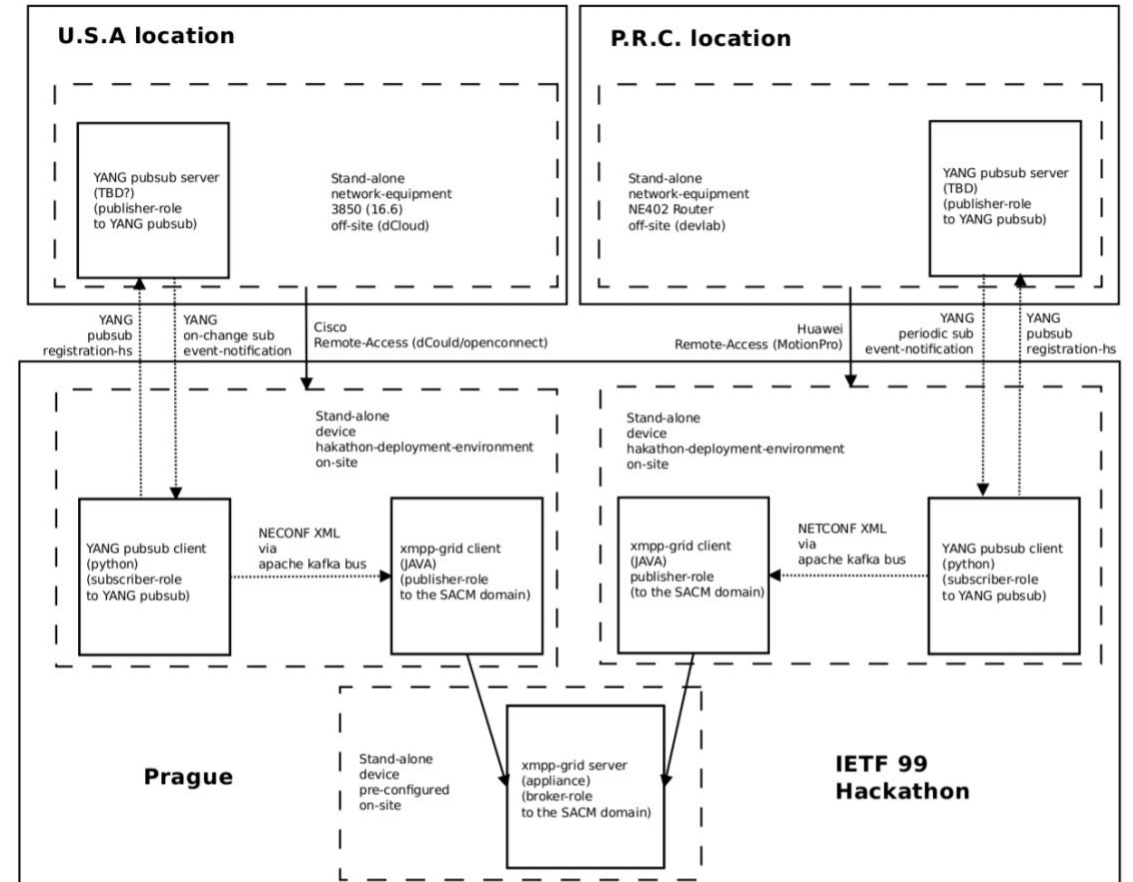 U.S.A location
P.R.C. location
YANG pubsub server
(TBD?)
(publisher-role
to YANG pubsub)
Stand-alone
network-equipment
3850 (16.6)
off-site (dCloud)
Stand-alone
network-equipment
NE402 Router
off-site (devlab)
YANG pubsub server
(TBD)
(publisher-role
to YANG pubsub)
YANG
pubsub
registration-hs
YANG
on-change sub
event-notification
Cisco
Remote-Access (dCould/openconnect)
Huawei
Remote-Access (MotionPro)
YANG
periodic sub
event-notification
YANG
pubsub
registration-hs
Stand-alone
device
hakathon-deployment-environment
on-site
Stand-alone
device
hakathon-deployment-environment
on-site
YANG pubsub client
(python)
(subscriber-role
to YANG pubsub)
NECONF XML
via
apache kafka bus
xmpp-grid client
(JAVA)
(publisher-role
to the SACM domain)
xmpp-grid client
(JAVA)
publisher-role
(to the SACM domain)
NETCONF XML
via
apache kafka bus
YANG pubsub client
(python)
(subscriber-role
to YANG pubsub)
Prague
Stand-alone
device
pre-configured
on-site
xmpp-grid server
(appliance)
(broker-role
to the SACM domain)
IETF 99
Hackathon